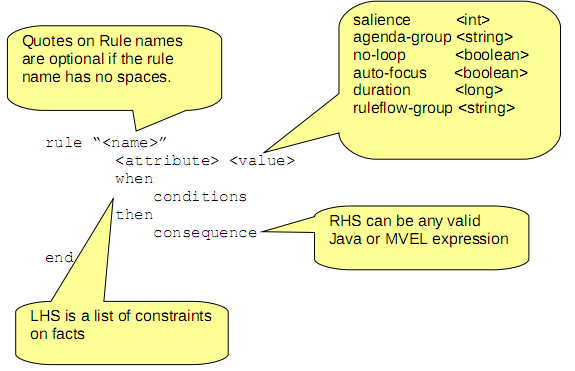 Quotes on Rule names
are optional if the rule
name has no spaces.
salience <int>
agenda-group <string>
no-loop <boolean>
auto-focus <boolean>
duration <long>
ruleflow-group <string>
rule “<name>”
<attribute> <value>
when
conditions
then
consequence
end
RHS can be any valid
Java or MVEL expression
LHS is a list of constraints
on facts